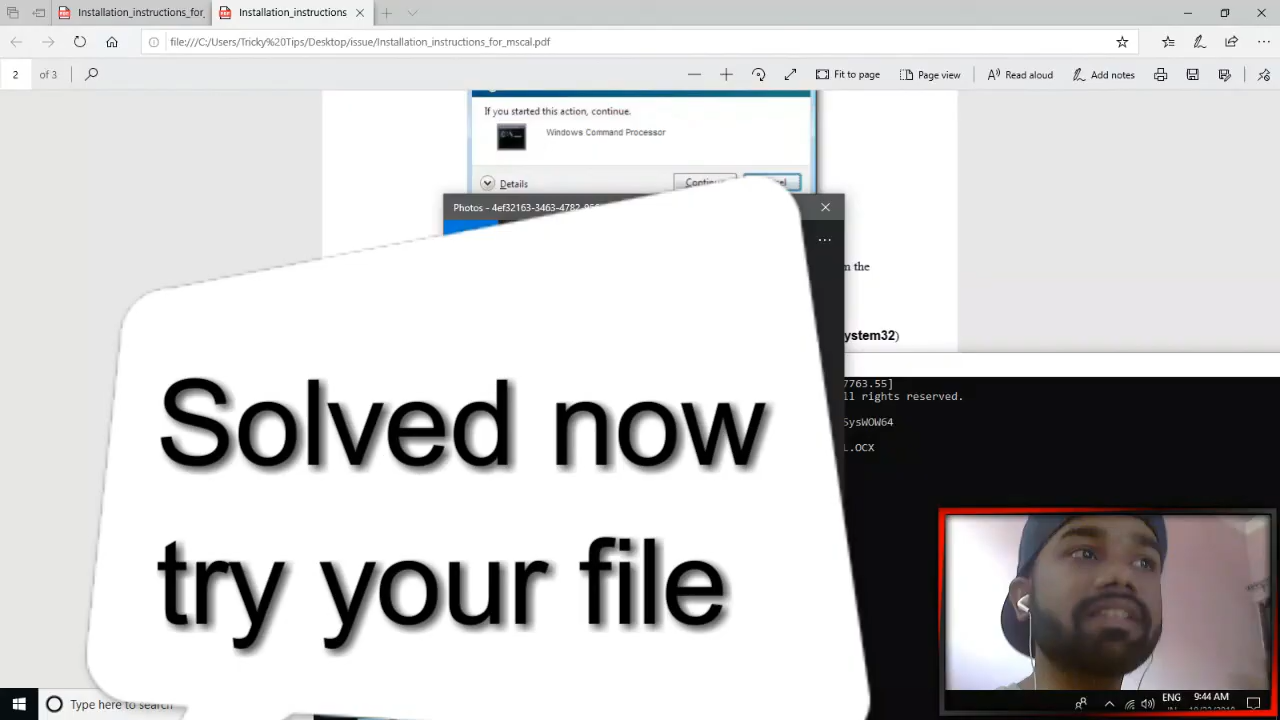 Installation_instructions_for_
Installation_instructions
file:///C:/Users/Tricky%20Tips/Desktop/issue/Installation_instructions_for_mscal.pdf
2 of 3
Fit to page
Page view
Read aloud
Add notes
If you started this action, continue.
Windows Command Processor
Details
Photos - 4ef32163-3463-4782-
the
ystem32)
7763.55]
ll rights reserved.
SysWOW64
L.OCX
Solved now
try your file
Type here to search
ENG
9:44 AM